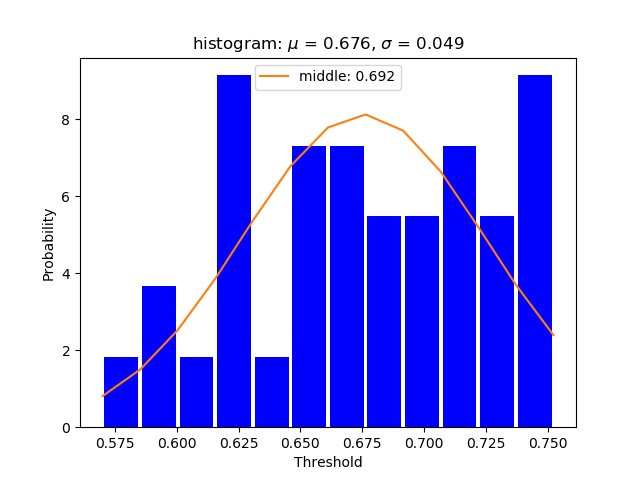 histogram: μ = 0.676, σ = 0.049
middle: 0.692
Probability
8
6
4
2
0
0.575 0.600 0.625 0.650 0.675 0.700 0.725 0.750
Threshold